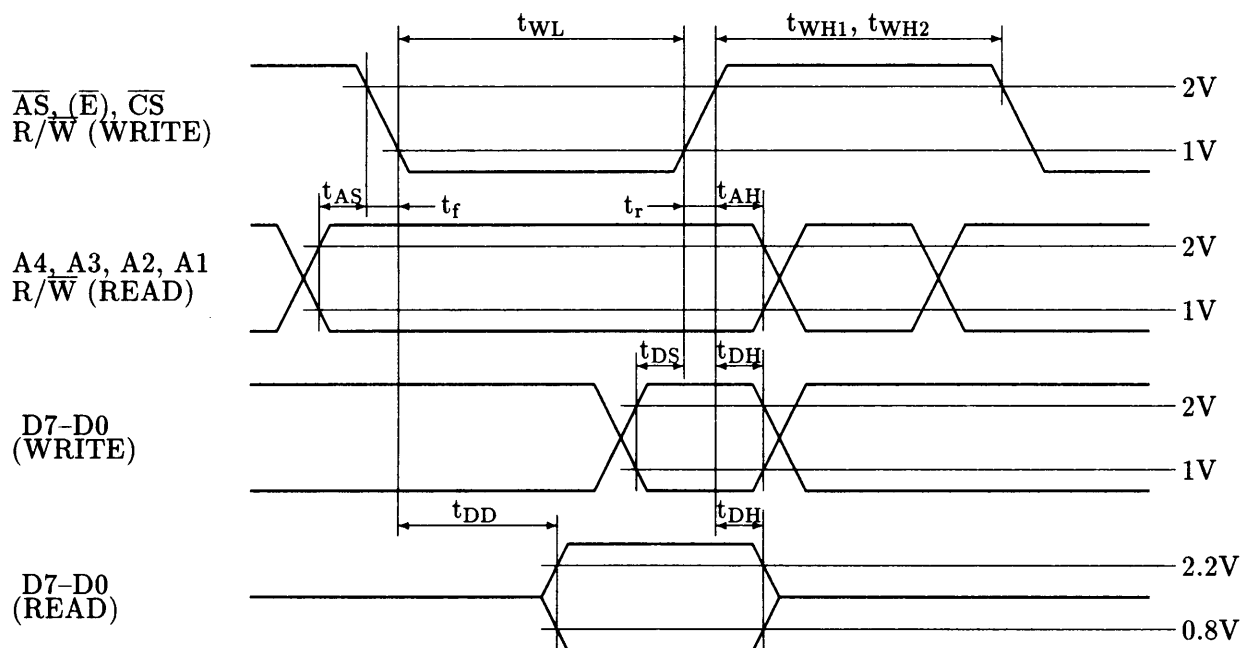 tWL
tWH1, tWH2
AS, (E), CS
R/W (WRITE)
2V
1V
tAS
tf
tr
tAH
A4, A3, A2, A1
R/W (READ)
2V
1V
tDS
tDH
D7–D0
(WRITE)
2V
1V
tDD
tDH
D7–D0
(READ)
2.2V
0.8V